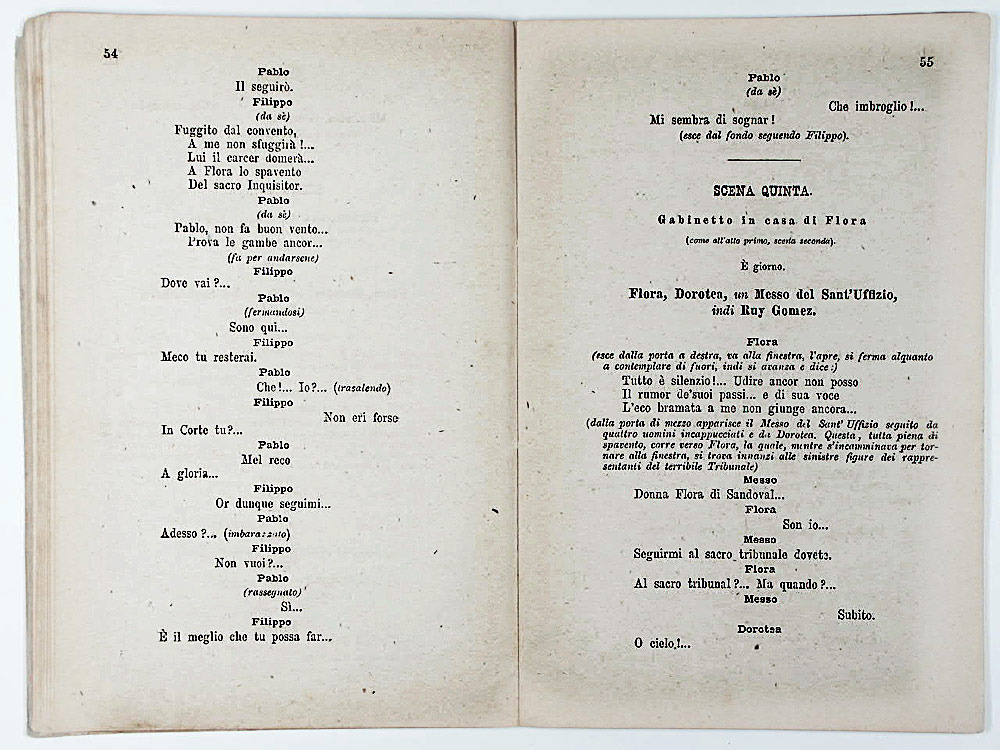 54
Pablo
Il seguirò.
Filippo
(da sè)
Fuggito dal convento,
A me non sfuggirà !...
Lui il carcer domerà...
A Flora lo spavento
Del sacro Inquisitor.
Pablo
(da sè)
Pablo, non fa buon vento...
Prova le gambe ancor...
(fa per andarsene)
Filippo
Dove vai ?...
Pablo
(fermandosi)
Sono qui...
Filippo
Meco tu resterai.
Pablo
Che!... Io?... (trasalendo)
Filippo
Non eri forse
In Corte tu?...
Pablo
Mel reco
A gloria...
Filippo
Or dunque seguimi...
Pablo
Adesso ?... (imbarazzato)
Filippo
Non vuoi ?...
Pablo
(rassegnato)
Sì...
Filippo
È il meglio che tu possa far...
55
Pablo
(da sè)
Che imbroglio !...
Mi sembra di sognar !
(esce dal fondo seguendo Filippo).
SCENA QUINTA.
Gabinetto in casa di Flora
(come all'atto primo, scena seconda).
È giorno.
Flora, Dorotea, un Messo del Sant'Uffizio,
indi Ruy Gomez.
Flora
(esce dalla porta a destra, va alla finestra, l'apre, si ferma alquanto
a contemplare di fuori, indi si avanza e dice :)
Tutto è silenzio!... Udire ancor non posso
Il rumor de'suoi passi... e di sua voce
L'eco bramata a me non giunge ancora...
(dalla porta di mezzo apparisce il Messo del Sant' Uffizio seguito da
quattro uomini incappucciati e da Dorotea. Questa, tutta piena di
spavento, corre verso Flora, la quale, mentre s'incamminava per tor-
nare alla finestra, si trova innanzi alle sinistre figure dei rappre-
sentanti del terribile Tribunale)
Messo
Donna Flora di Sandoval...
Flora
Son io...
Messo
Seguirmi al sacro tribunale dovete.
Flora
Al sacro tribunal ?... Ma quando ?...
Messo
Subito.
Dorotea
O cielo !...